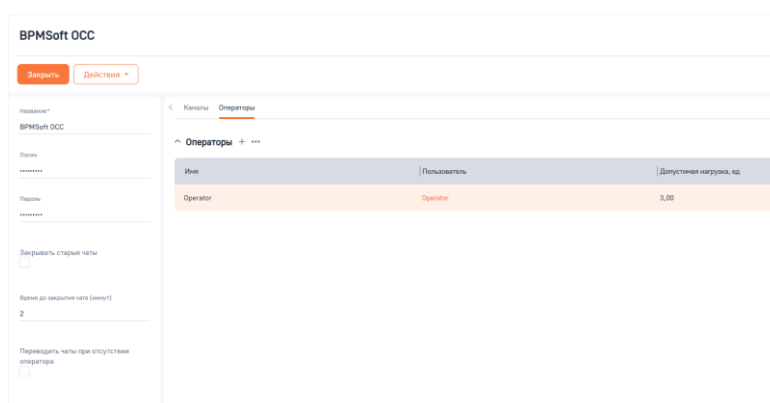 BPMSoft OCC
Закрыть Действия
Название*
BPMSoft OCC
Логин
•••••••••
Пароль
•••••••••
Закрывать старые чаты
Время до закрытия чата (минут)
2
Переводить чаты при отсутствии
оператора
Каналы Операторы
Операторы + •••
Имя Пользователь Допустимая нагрузка, ед
Operator Operator 3,00